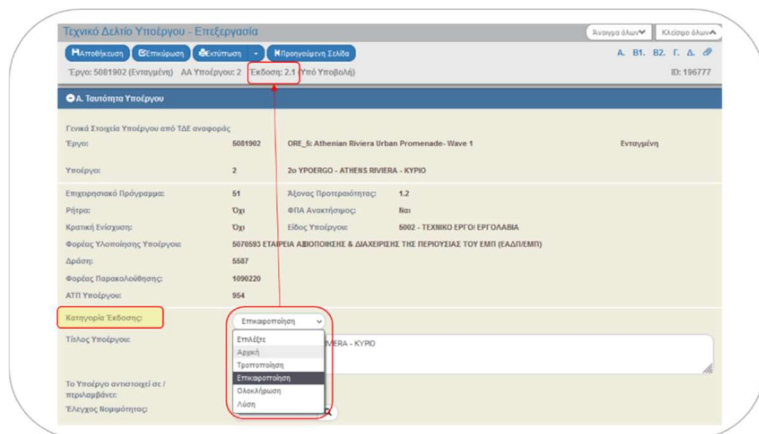 Τεχνικό Δελτίο Υποέργου - Επεξεργασία
Άνοιγμα όλων Κλείσιμο όλων
Αποθήκευση Επικύρωση Εκτύπωση Προηγούμενη Σελίδα
Α. Β1. Β2. Γ. Δ.
Έργο: 5081902 (Ενταγμένη) ΑΑ Υποέργου: 2 Έκδοση: 2.1 (Υπό Υποβολή)
ID: 196777
Α. Ταυτότητα Υποέργου
Γενικά Στοιχεία Υποέργου από ΤΔΕ αναφοράς
Έργο: 5081902 ORE_5: Athenian Riviera Urban Promenade- Wave 1 Ενταγμένη
Υποέργο: 2 2ο YPOERGO - ATHENS RIVIERA - ΚΥΡΙΟ
Επιχειρησιακό Πρόγραμμα: 51 Άξονας Προτεραιότητας: 1.2
Ρήτρα: Όχι ΦΠΑ Ανακτήσιμος: Ναι
Κρατική Ενίσχυση: Όχι Είδος Υποέργου: 5002 - ΤΕΧΝΙΚΟ ΕΡΓΟ/ ΕΡΓΟΛΑΒΙΑ
Φορέας Υλοποίησης Υποέργου: 5070593 ΕΤΑΙΡΕΙΑ ΑΞΙΟΠΟΙΗΣΗΣ & ΔΙΑΧΕΙΡΙΣΗΣ ΤΗΣ ΠΕΡΙΟΥΣΙΑΣ ΤΟΥ ΕΜΠ (ΕΑΔΠ/ΕΜΠ)
Δράση: 5587
Φορέας Παρακολούθησης: 1090220
ΑΤΠ Υποέργου: 954
Κατηγορία Έκδοσης: Επικαιροποίηση
Τίτλος Υποέργου: VIERA - ΚΥΡΙΟ
Επιλέξτε
Αρχική
Τροποποίηση
Επικαιροποίηση
Ολοκλήρωση
Λύση
Το Υποέργο αντιστοιχεί σε /
περιλαμβάνει:
Έλεγχος Νομιμότητας: